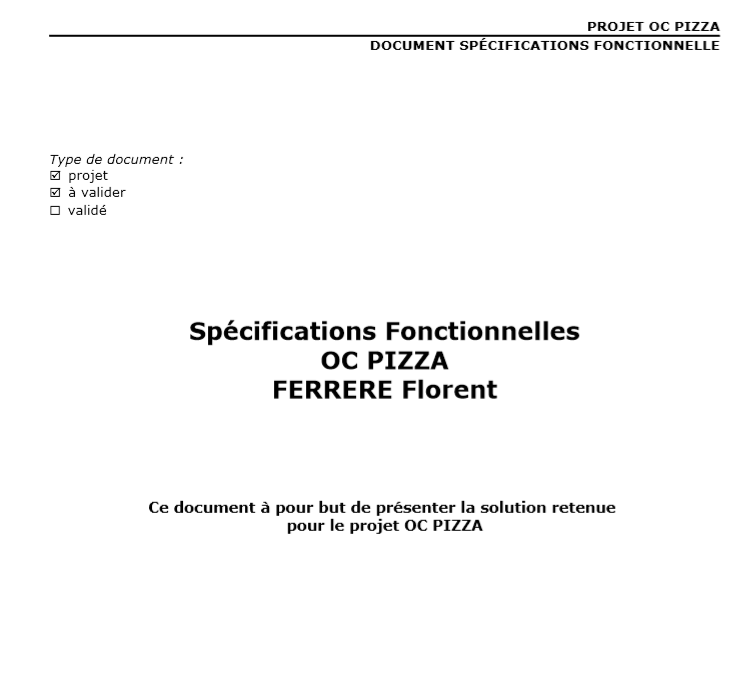 PROJET OC PIZZA
DOCUMENT SPÉCIFICATIONS FONCTIONNELLE
Type de document :
☑ projet
☑ à valider
☐ validé
Spécifications Fonctionnelles
OC PIZZA
FERRERE Florent
Ce document à pour but de présenter la solution retenue
pour le projet OC PIZZA